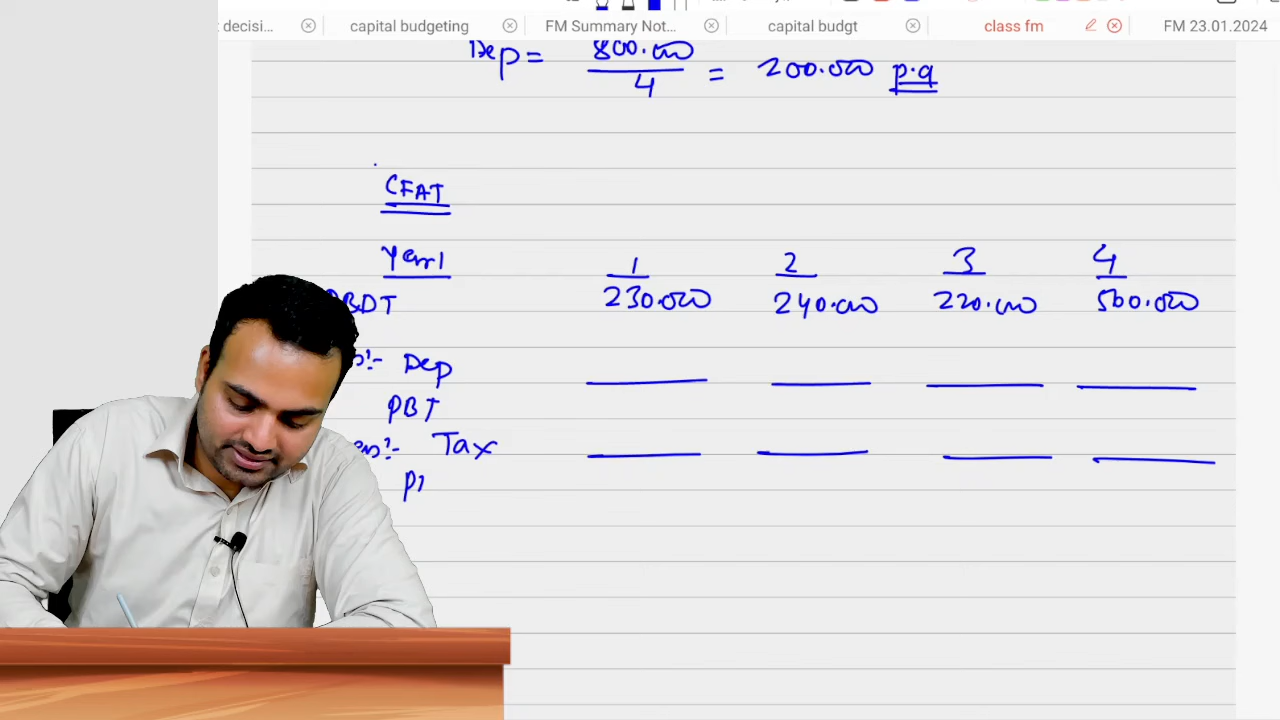 decisi... capital budgeting FM Summary Not... capital budgt class fm FM 23.01.2024
Dep = 800.000 / 4 = 200.000 p.a
CFAT
Year 1 2 3 4
PBDT 230.000 240.000 220.000 500.000
Dep
PBT
Tax